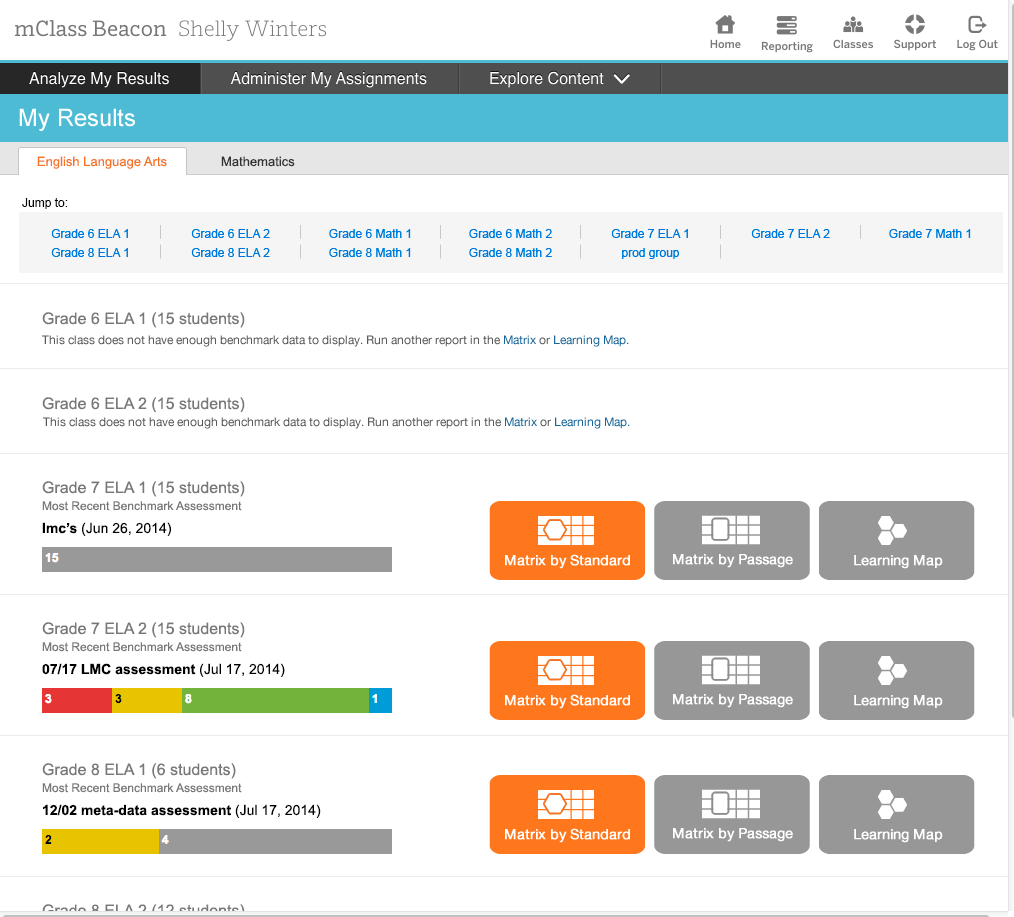 mClass Beacon Shelly Winters
Home Reporting Classes Support Log Out
Analyze My Results Administer My Assignments Explore Content
My Results
English Language Arts Mathematics
Jump to:
Grade 6 ELA 1 Grade 6 ELA 2 Grade 6 Math 1 Grade 6 Math 2 Grade 7 ELA 1 Grade 7 ELA 2 Grade 7 Math 1
Grade 8 ELA 1 Grade 8 ELA 2 Grade 8 Math 1 Grade 8 Math 2 prod group
Grade 6 ELA 1 (15 students)
This class does not have enough benchmark data to display. Run another report in the Matrix or Learning Map.
Grade 6 ELA 2 (15 students)
This class does not have enough benchmark data to display. Run another report in the Matrix or Learning Map.
Grade 7 ELA 1 (15 students)
Most Recent Benchmark Assessment
lmc’s (Jun 26, 2014)
15
Matrix by Standard Matrix by Passage Learning Map
Grade 7 ELA 2 (15 students)
Most Recent Benchmark Assessment
07/17 LMC assessment (Jul 17, 2014)
3 3 8 1
Matrix by Standard Matrix by Passage Learning Map
Grade 8 ELA 1 (6 students)
Most Recent Benchmark Assessment
12/02 meta-data assessment (Jul 17, 2014)
2 4
Matrix by Standard Matrix by Passage Learning Map
Grade 8 ELA 2 (12 students)